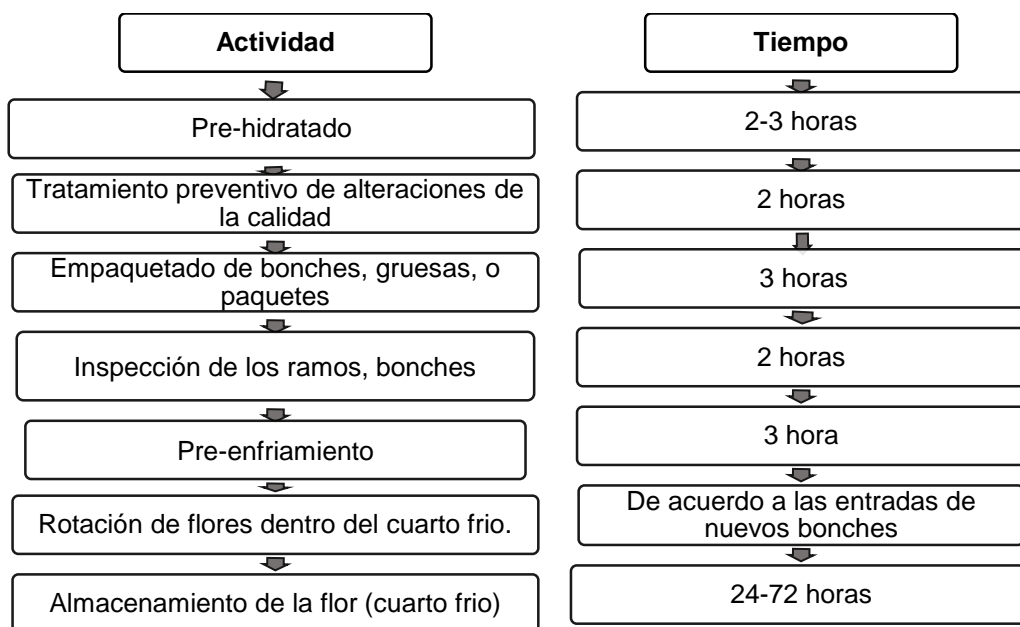 Actividad
Pre-hidratado
Tratamiento preventivo de alteraciones de
la calidad
Empaquetado de bonches, gruesas, o
paquetes
Inspección de los ramos, bonches
Pre-enfriamiento
Rotación de flores dentro del cuarto frio.
Almacenamiento de la flor (cuarto frio)
Tiempo
2-3 horas
2 horas
3 horas
2 horas
3 hora
De acuerdo a las entradas de
nuevos bonches
24-72 horas